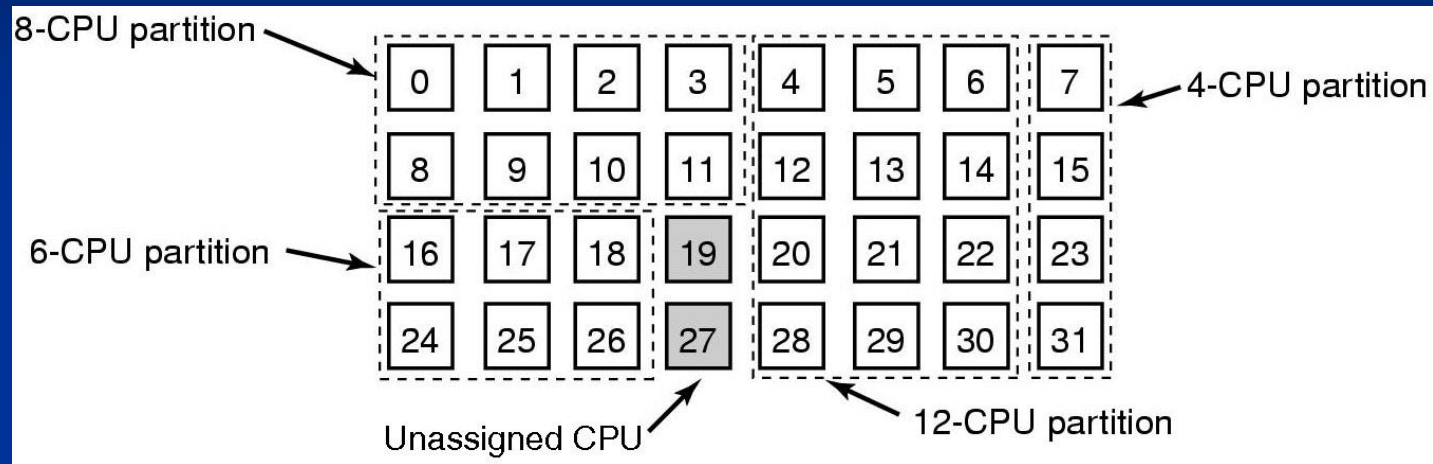 8-CPU partition
0 1 2 3 4 5 6 7
4-CPU partition
8 9 10 11 12 13 14 15
6-CPU partition
16 17 18 19 20 21 22 23
24 25 26 27 28 29 30 31
Unassigned CPU
12-CPU partition